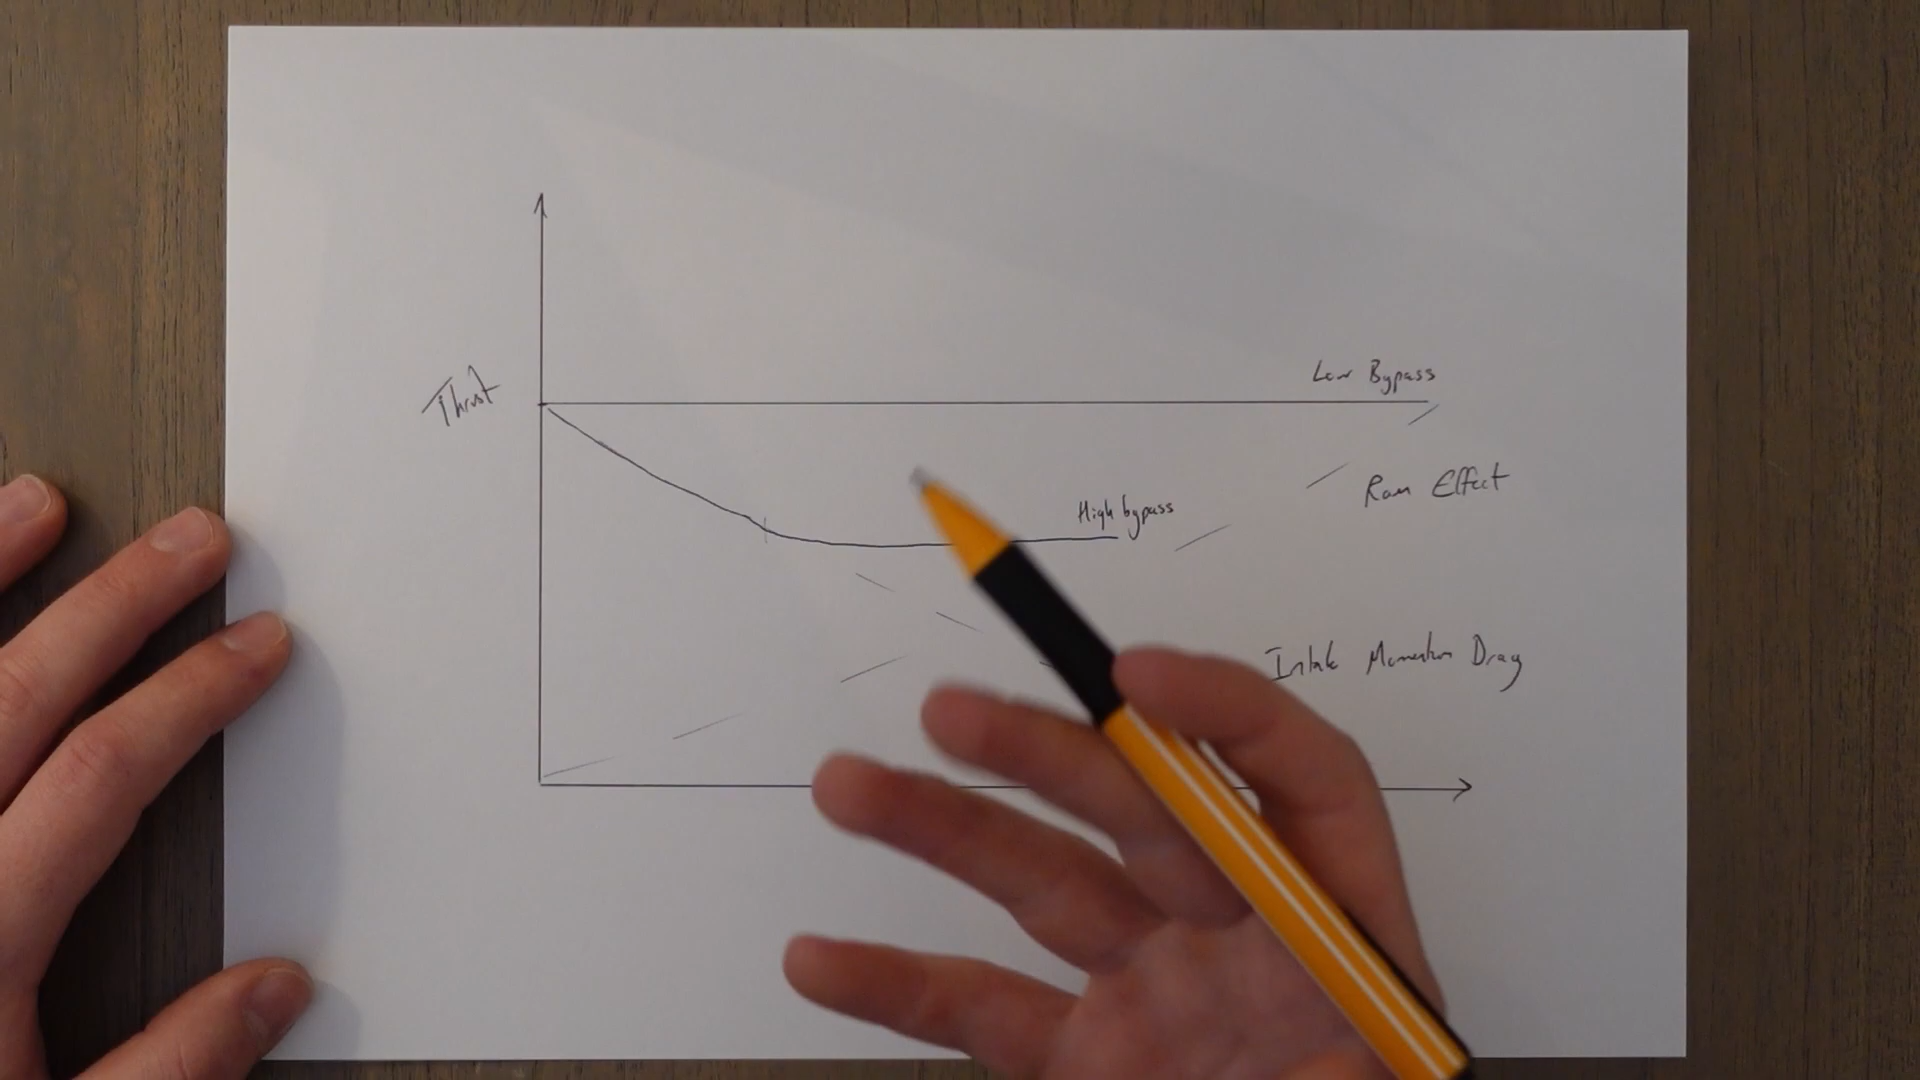 Thrust
Low Bypass
Ram Effect
High bypass
Intake Momentum Drag